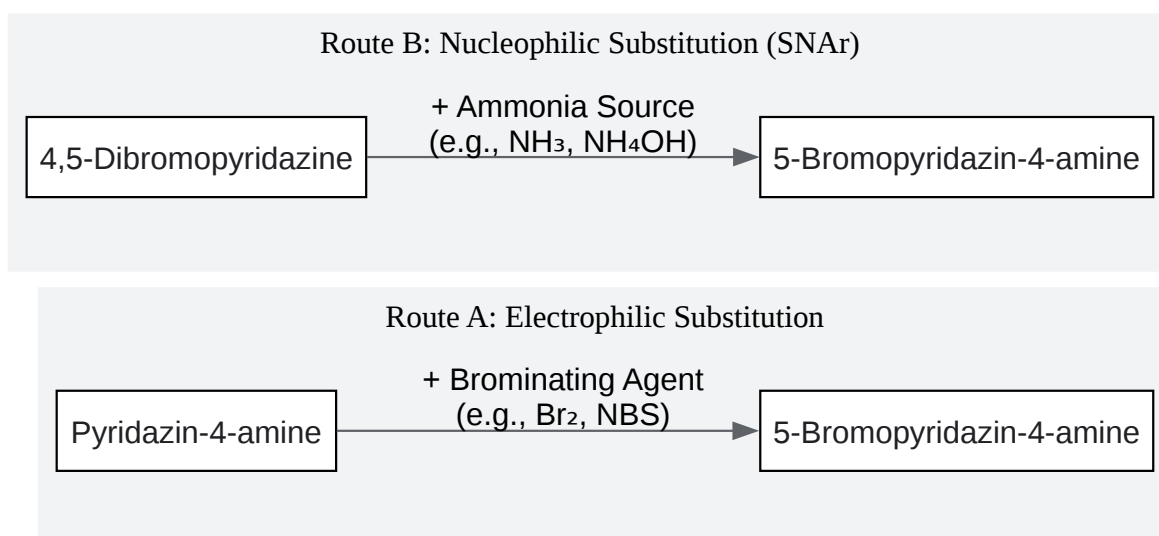 Route B: Nucleophilic Substitution (SNAr)
+ Ammonia Source
(e.g., NH₃, NH₄OH)
4,5-Dibromopyridazine
5-Bromopyridazin-4-amine
Route A: Electrophilic Substitution
+ Brominating Agent
(e.g., Br₂, NBS)
Pyridazin-4-amine
5-Bromopyridazin-4-amine